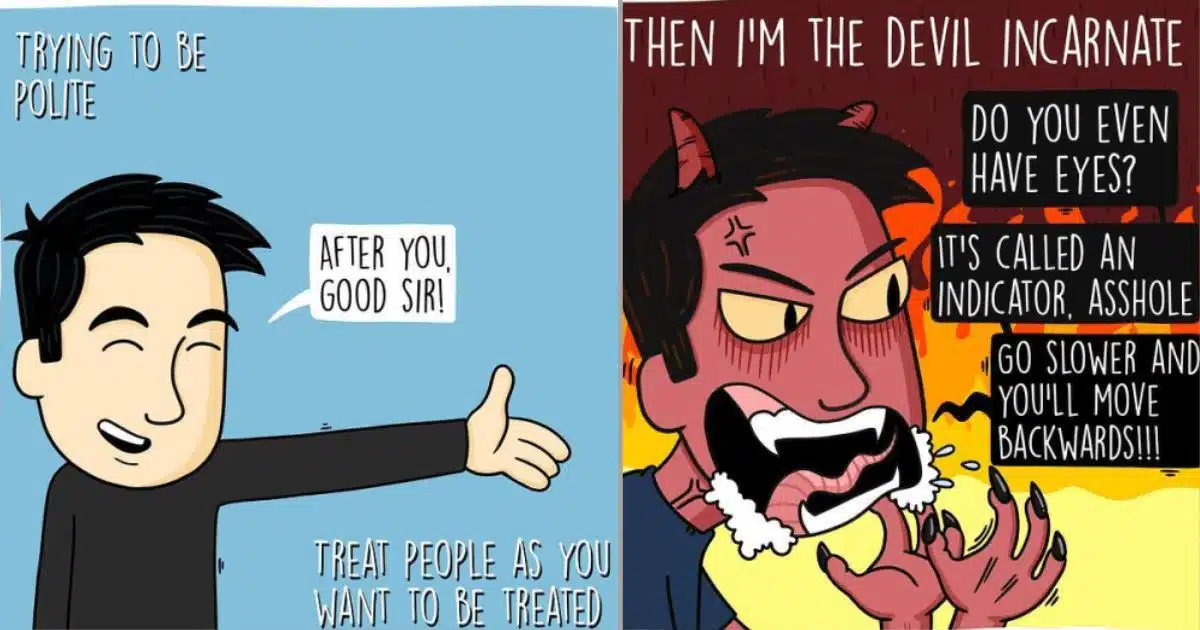 TRYING TO BE
POLITE
AFTER YOU,
GOOD SIR!
TREAT PEOPLE AS YOU
WANT TO BE TREATED
THEN I'M THE DEVIL INCARNATE
DO YOU EVEN
HAVE EYES?
IT'S CALLED AN
INDICATOR, ASSHOLE
GO SLOWER AND
YOU'LL MOVE
BACKWARDS!!!